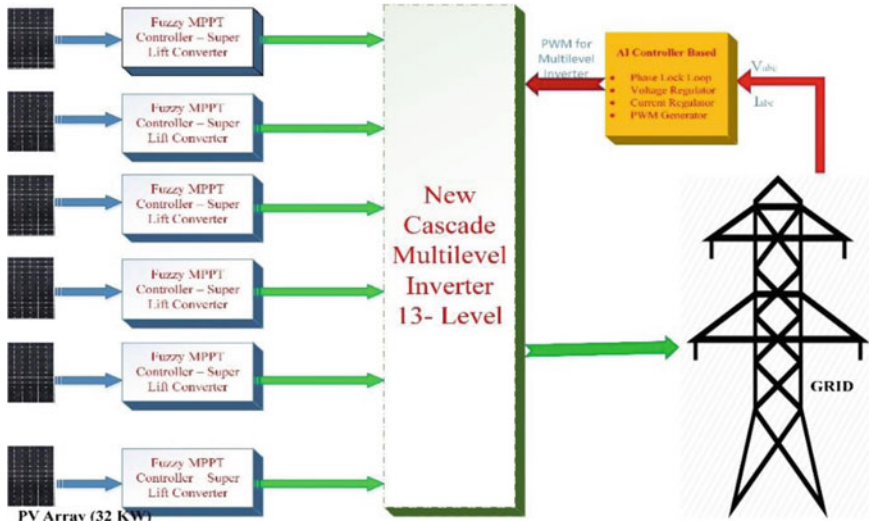 Fuzzy MPPT
Controller – Super
Lift Converter
Fuzzy MPPT
Controller – Super
Lift Converter
Fuzzy MPPT
Controller – Super
Lift Converter
Fuzzy MPPT
Controller – Super
Lift Converter
Fuzzy MPPT
Controller – Super
Lift Converter
Fuzzy MPPT
Controller – Super
Lift Converter
PV Array (32 KW)
New
Cascade
Multilevel
Inverter
13- Level
PWM for
Multilevel
Inverter
AI Controller Based
• Phase Lock Loop
• Voltage Regulator
• Current Regulator
• PWM Generator
Vabc
Iabc
GRID